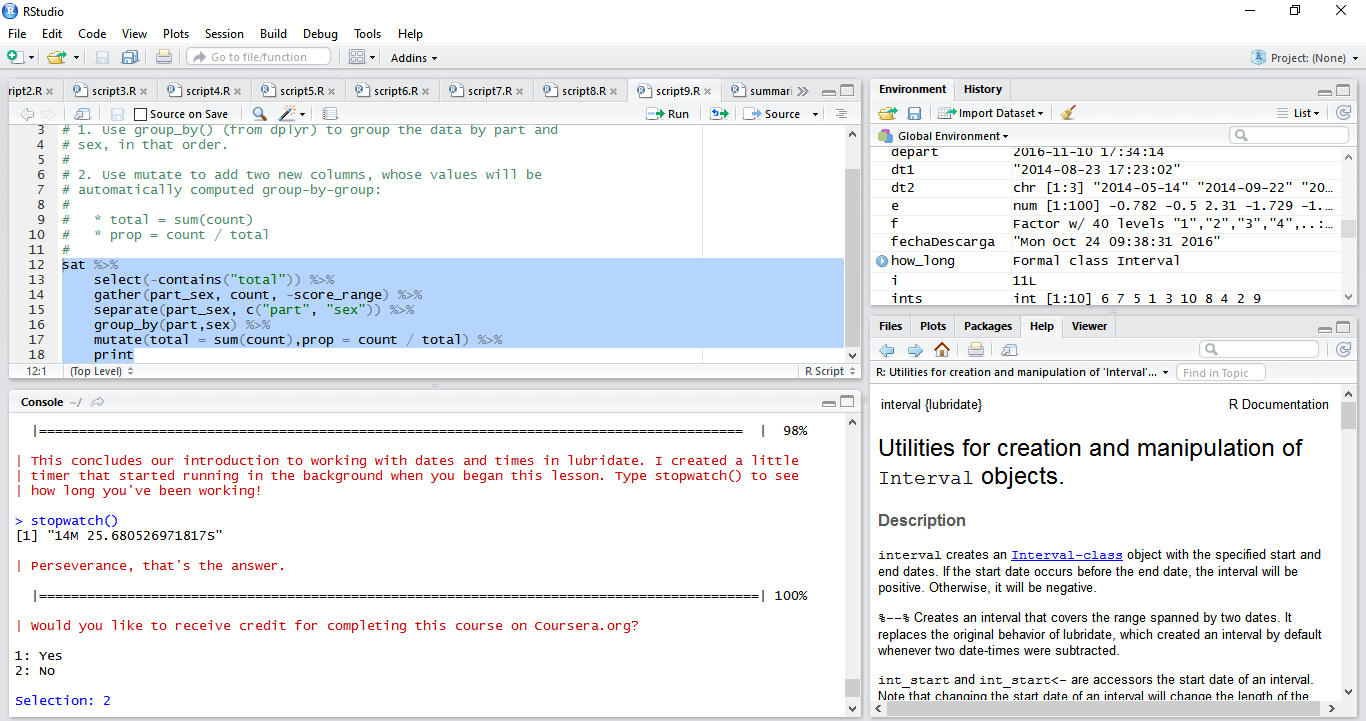 RStudio
File Edit Code View Plots Session Build Debug Tools Help
Go to file/function Addins Project: (None)
ript2.R script3.R script4.R script5.R script6.R script7.R script8.R script9.R summari
Source on Save Run Source
3 # 1. Use group_by() (from dplyr) to group the data by part and
4 # sex, in that order.
5 #
6 # 2. Use mutate to add two new columns, whose values will be
7 # automatically computed group-by-group:
8 #
9 #   * total = sum(count)
10 #   * prop = count / total
11 #
12 sat %>%
13     select(-contains("total")) %>%
14     gather(part_sex, count, -score_range) %>%
15     separate(part_sex, c("part", "sex")) %>%
16     group_by(part,sex) %>%
17     mutate(total = sum(count),prop = count / total) %>%
18     print
12:1 (Top Level) R Script
Console ~/
|============================================================================== | 98%
| This concludes our introduction to working with dates and times in lubridate. I created a little
| timer that started running in the background when you began this lesson. Type stopwatch() to see
| how long you've been working!
> stopwatch()
[1] "14M 25.680526971817S"
| Perseverance, that's the answer.
|================================================================================| 100%
| Would you like to receive credit for completing this course on Coursera.org?
1: Yes
2: No
Selection: 2
Environment History
Import Dataset List
Global Environment
depart 2016-11-10 17:34:14
dt1 "2014-08-23 17:23:02"
dt2 chr [1:3] "2014-05-14" "2014-09-22" "20…
e num [1:100] -0.782 -0.5 2.31 -1.729 -1.…
f Factor w/ 40 levels "1","2","3","4",..:…
fechaDescarga "Mon Oct 24 09:38:31 2016"
how_long Formal class Interval
i 11L
ints int [1:10] 6 7 5 1 3 10 8 4 2 9
Files Plots Packages Help Viewer
R: Utilities for creation and manipulation of 'Interval'... Find in Topic
interval {lubridate} R Documentation
Utilities for creation and manipulation of
Interval objects.
Description
interval creates an Interval-class object with the specified start and
end dates. If the start date occurs before the end date, the interval will be
positive. Otherwise, it will be negative.
%--% Creates an interval that covers the range spanned by two dates. It
replaces the original behavior of lubridate, which created an interval by default
whenever two date-times were subtracted.
int_start and int_start<- are accessors the start date of an interval.
Note that changing the start date of an interval will change the length of the